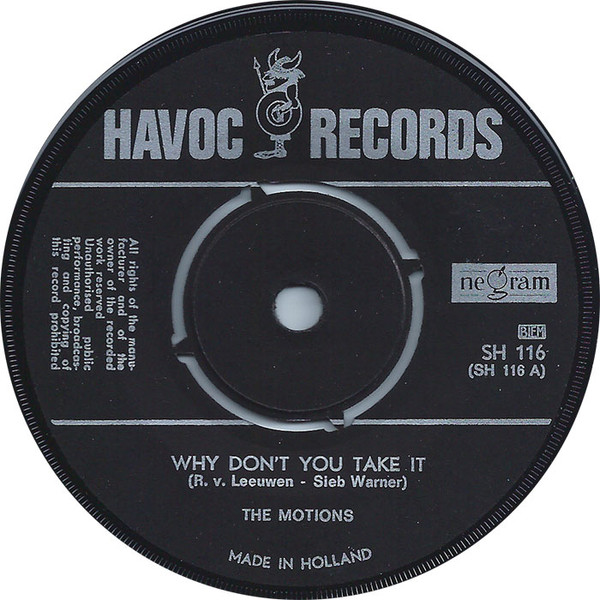 HAVOC RECORDS
All rights of the manu-
facturer and of the
owner of the recorded
work reserved
Unauthorised public
performance, broadcas-
ting and copying of
this record prohibited
negram
BIEM
SH 116
(SH 116 A)
WHY DON'T YOU TAKE IT
(R. v. Leeuwen - Sieb Warner)
THE MOTIONS
MADE IN HOLLAND